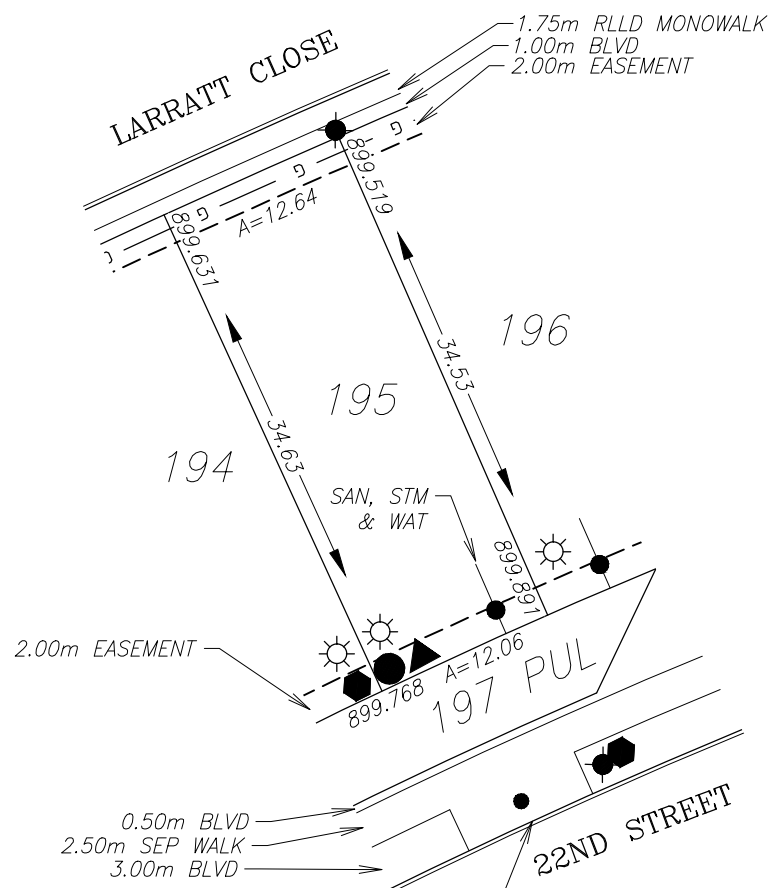 1.75m RLLD MONOWALK
1.00m BLVD
2.00m EASEMENT
LARRATT CLOSE
G
G
G
G
899.519
A=12.64
899.631
196
34.53
195
34.63
194
SAN, STM
& WAT
899.891
2.00m EASEMENT
A=12.06
899.768
197 PUL
0.50m BLVD
2.50m SEP WALK
3.00m BLVD
22ND STREET